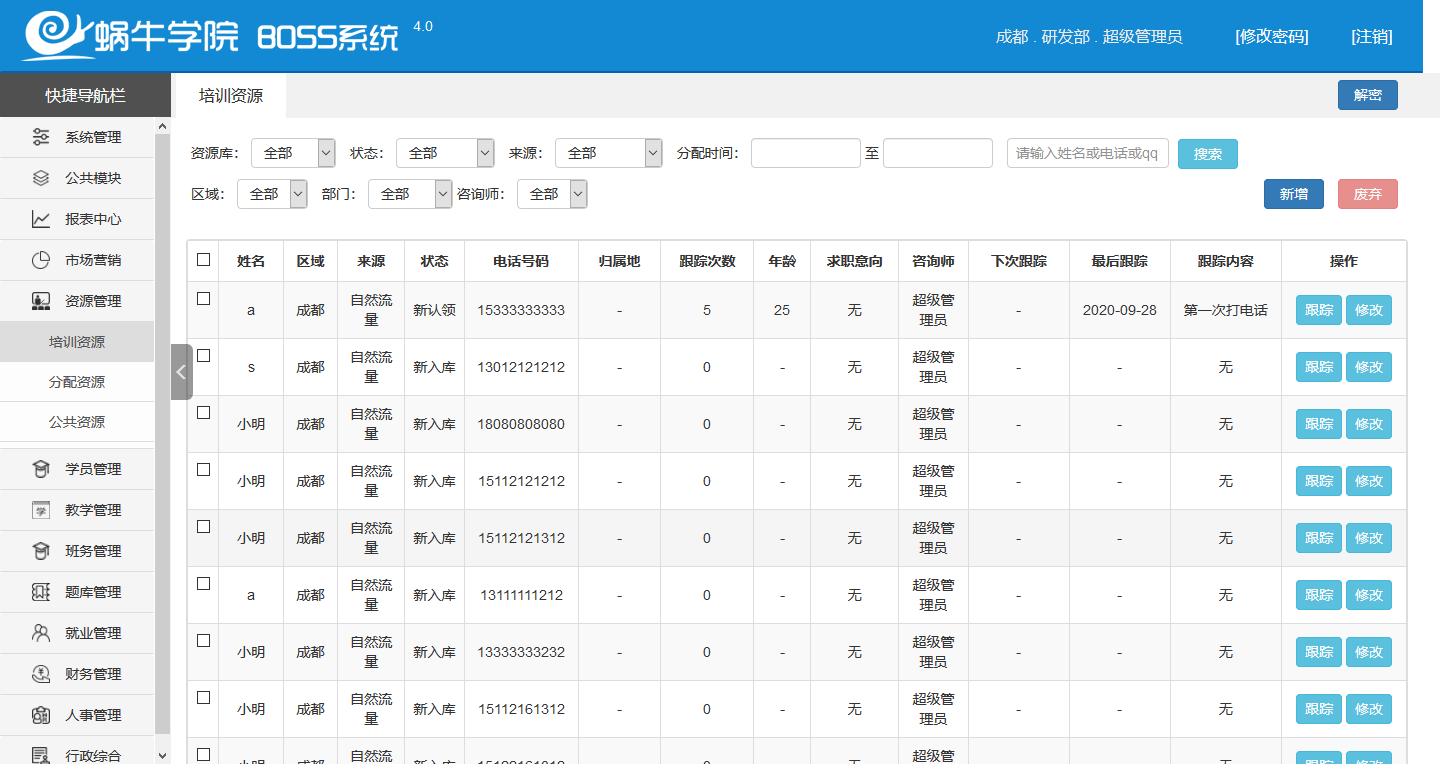 蜗牛学院 BOSS系统 4.0
成都 . 研发部 . 超级管理员 [修改密码] [注销]
快捷导航栏
系统管理
公共模块
报表中心
市场营销
资源管理
培训资源
分配资源
公共资源
学员管理
教学管理
班务管理
题库管理
就业管理
财务管理
人事管理
行政综合
培训资源 解密
资源库: 全部 状态: 全部 来源: 全部 分配时间: 至 请输入姓名或电话或qq 搜索
区域: 全部 部门: 全部 咨询师: 全部 新增 废弃
姓名 区域 来源 状态 电话号码 归属地 跟踪次数 年龄 求职意向 咨询师 下次跟踪 最后跟踪 跟踪内容 操作
a 成都 自然流量 新认领 15333333333 - 5 25 无 超级管理员 - 2020-09-28 第一次打电话 跟踪 修改
s 成都 自然流量 新入库 13012121212 - 0 - 无 超级管理员 - - 无 跟踪 修改
小明 成都 自然流量 新入库 18080808080 - 0 - 无 超级管理员 - - 无 跟踪 修改
小明 成都 自然流量 新入库 15112121212 - 0 - 无 超级管理员 - - 无 跟踪 修改
小明 成都 自然流量 新入库 15112121312 - 0 - 无 超级管理员 - - 无 跟踪 修改
a 成都 自然流量 新入库 13111111212 - 0 - 无 超级管理员 - - 无 跟踪 修改
小明 成都 自然流量 新入库 13333333232 - 0 - 无 超级管理员 - - 无 跟踪 修改
小明 成都 自然流量 新入库 15112161312 - 0 - 无 超级管理员 - - 无 跟踪 修改
自然流 超级管